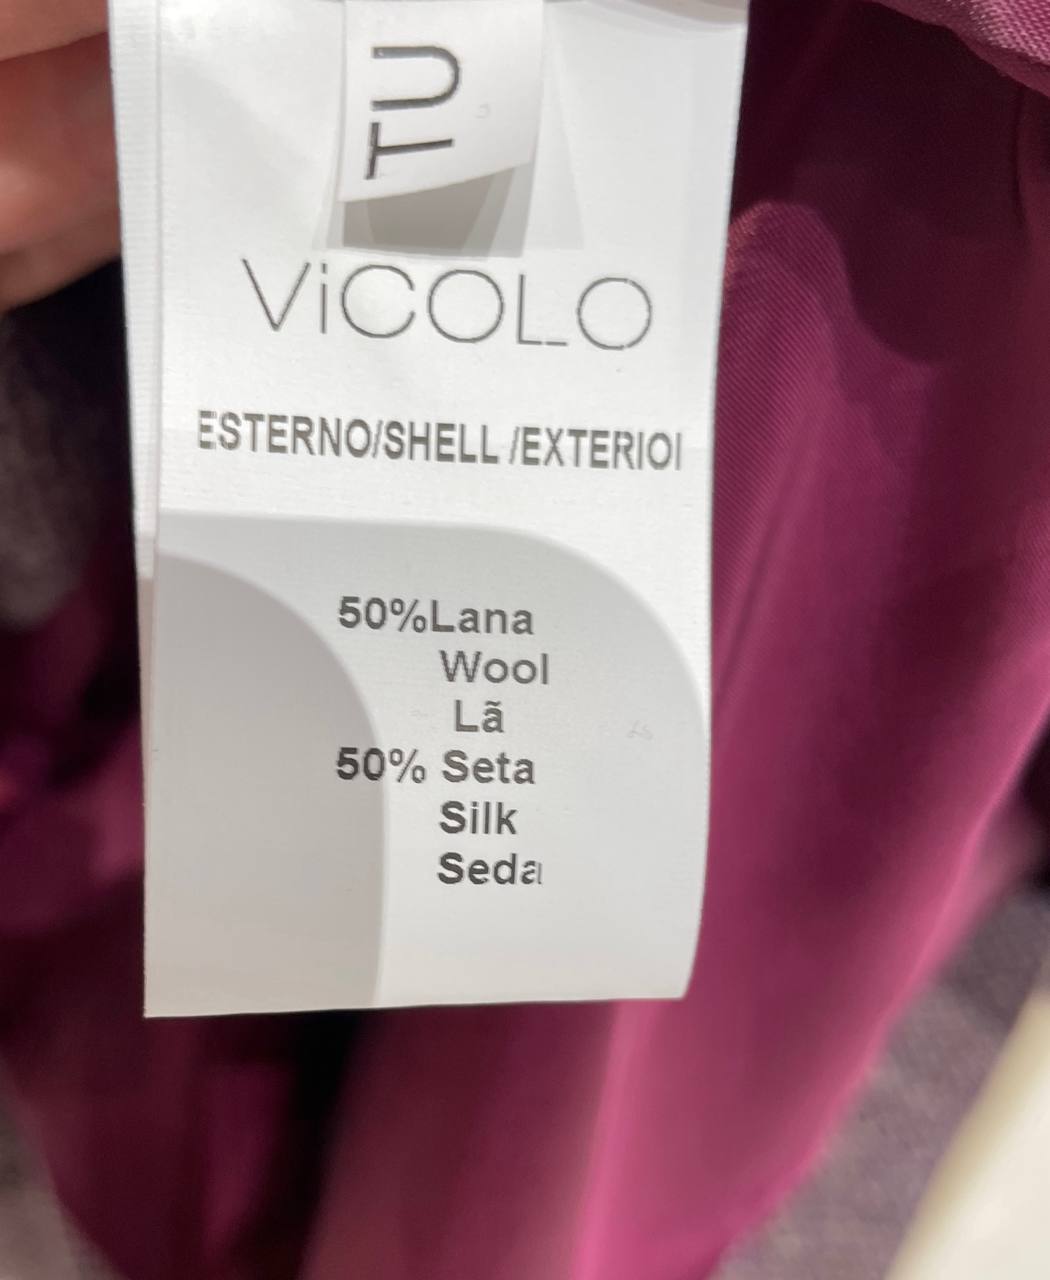 TU
ViCOLO
ESTERNO/SHELL /EXTERIOI
50%Lana
Wool
Lã
50% Seta
Silk
Seda